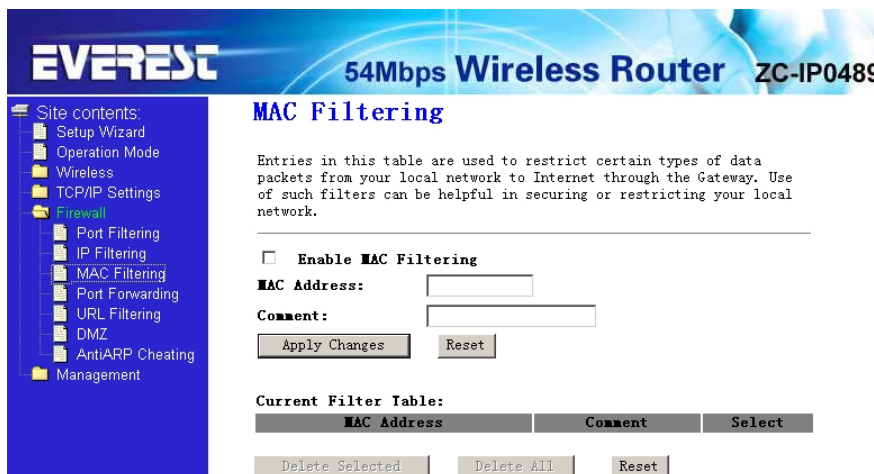 EVEREST
54Mbps Wireless Router ZC-IP0489
Site contents:
Setup Wizard
Operation Mode
Wireless
TCP/IP Settings
Firewall
Port Filtering
IP Filtering
MAC Filtering
Port Forwarding
URL Filtering
DMZ
AntiARP Cheating
Management
MAC Filtering
Entries in this table are used to restrict certain types of data
packets from your local network to Internet through the Gateway. Use
of such filters can be helpful in securing or restricting your local
network.
Enable MAC Filtering
MAC Address:
Comment:
Apply Changes Reset
Current Filter Table:
MAC Address Comment Select
Delete Selected Delete All Reset